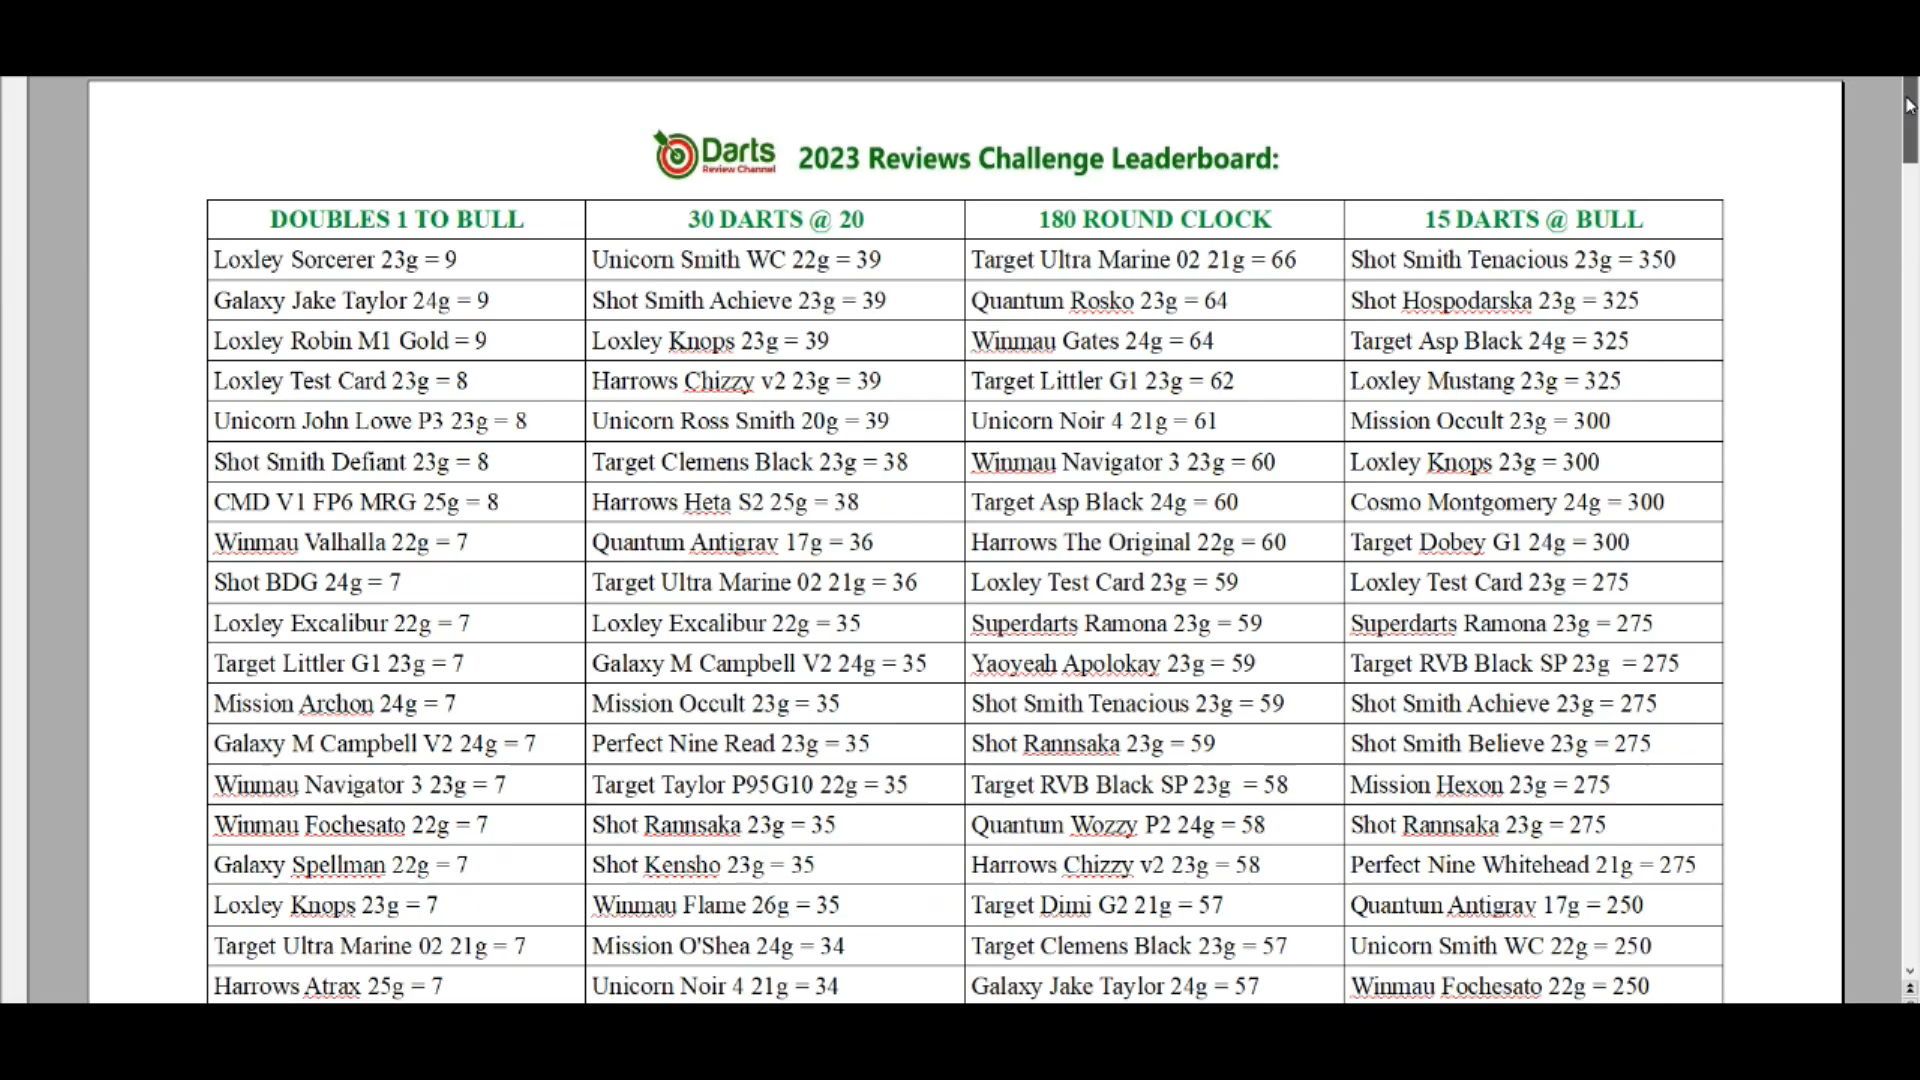 Darts
Review Channel
2023 Reviews Challenge Leaderboard:
DOUBLES 1 TO BULL 30 DARTS @ 20 180 ROUND CLOCK 15 DARTS @ BULL
Loxley Sorcerer 23g = 9 Unicorn Smith WC 22g = 39 Target Ultra Marine 02 21g = 66 Shot Smith Tenacious 23g = 350
Galaxy Jake Taylor 24g = 9 Shot Smith Achieve 23g = 39 Quantum Rosko 23g = 64 Shot Hospodarska 23g = 325
Loxley Robin M1 Gold = 9 Loxley Knops 23g = 39 Winmau Gates 24g = 64 Target Asp Black 24g = 325
Loxley Test Card 23g = 8 Harrows Chizzy v2 23g = 39 Target Littler G1 23g = 62 Loxley Mustang 23g = 325
Unicorn John Lowe P3 23g = 8 Unicorn Ross Smith 20g = 39 Unicorn Noir 4 21g = 61 Mission Occult 23g = 300
Shot Smith Defiant 23g = 8 Target Clemens Black 23g = 38 Winmau Navigator 3 23g = 60 Loxley Knops 23g = 300
CMD V1 FP6 MRG 25g = 8 Harrows Heta S2 25g = 38 Target Asp Black 24g = 60 Cosmo Montgomery 24g = 300
Winmau Valhalla 22g = 7 Quantum Antigrav 17g = 36 Harrows The Original 22g = 60 Target Dobey G1 24g = 300
Shot BDG 24g = 7 Target Ultra Marine 02 21g = 36 Loxley Test Card 23g = 59 Loxley Test Card 23g = 275
Loxley Excalibur 22g = 7 Loxley Excalibur 22g = 35 Superdarts Ramona 23g = 59 Superdarts Ramona 23g = 275
Target Littler G1 23g = 7 Galaxy M Campbell V2 24g = 35 Yaoyeah Apolokay 23g = 59 Target RVB Black SP 23g = 275
Mission Archon 24g = 7 Mission Occult 23g = 35 Shot Smith Tenacious 23g = 59 Shot Smith Achieve 23g = 275
Galaxy M Campbell V2 24g = 7 Perfect Nine Read 23g = 35 Shot Rannsaka 23g = 59 Shot Smith Believe 23g = 275
Winmau Navigator 3 23g = 7 Target Taylor P95G10 22g = 35 Target RVB Black SP 23g = 58 Mission Hexon 23g = 275
Winmau Fochesato 22g = 7 Shot Rannsaka 23g = 35 Quantum Wozzy P2 24g = 58 Shot Rannsaka 23g = 275
Galaxy Spellman 22g = 7 Shot Kensho 23g = 35 Harrows Chizzy v2 23g = 58 Perfect Nine Whitehead 21g = 275
Loxley Knops 23g = 7 Winmau Flame 26g = 35 Target Dimi G2 21g = 57 Quantum Antigrav 17g = 250
Target Ultra Marine 02 21g = 7 Mission O'Shea 24g = 34 Target Clemens Black 23g = 57 Unicorn Smith WC 22g = 250
Harrows Atrax 25g = 7 Unicorn Noir 4 21g = 34 Galaxy Jake Taylor 24g = 57 Winmau Fochesato 22g = 250